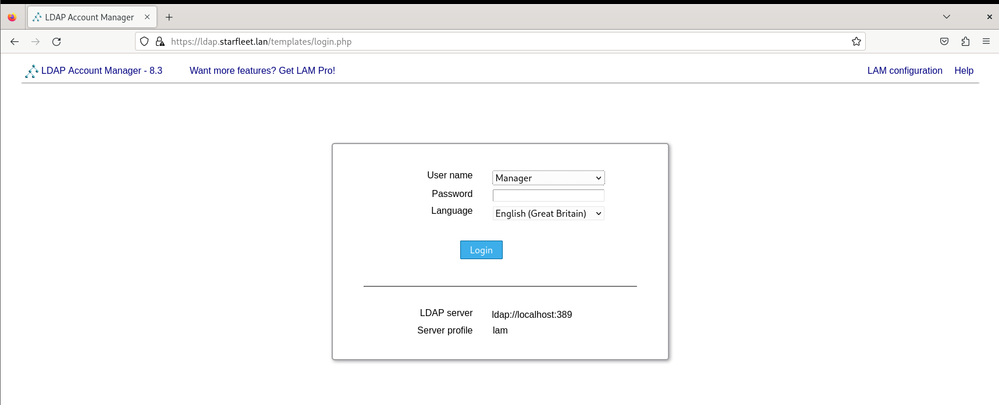 LDAP Account Manager
https://ldap.starfleet.lan/templates/login.php
LDAP Account Manager - 8.3 Want more features? Get LAM Pro! LAM configuration Help
User name Manager
Password
Language English (Great Britain)
Login
LDAP server ldap://localhost:389
Server profile lam